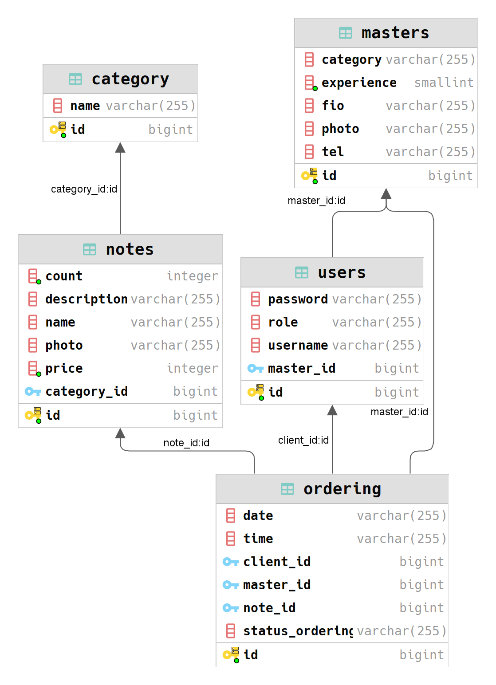 masters
category varchar(255)
experience smallint
fio varchar(255)
photo varchar(255)
tel varchar(255)
id bigint
category
name varchar(255)
id bigint
category_id:id
master_id:id
notes
count integer
description varchar(255)
name varchar(255)
photo varchar(255)
price integer
category_id bigint
id bigint
users
password varchar(255)
role varchar(255)
username varchar(255)
master_id bigint
id bigint
master_id:id
client_id:id
note_id:id
ordering
date varchar(255)
time varchar(255)
client_id bigint
master_id bigint
note_id bigint
status_ordering varchar(255)
id bigint